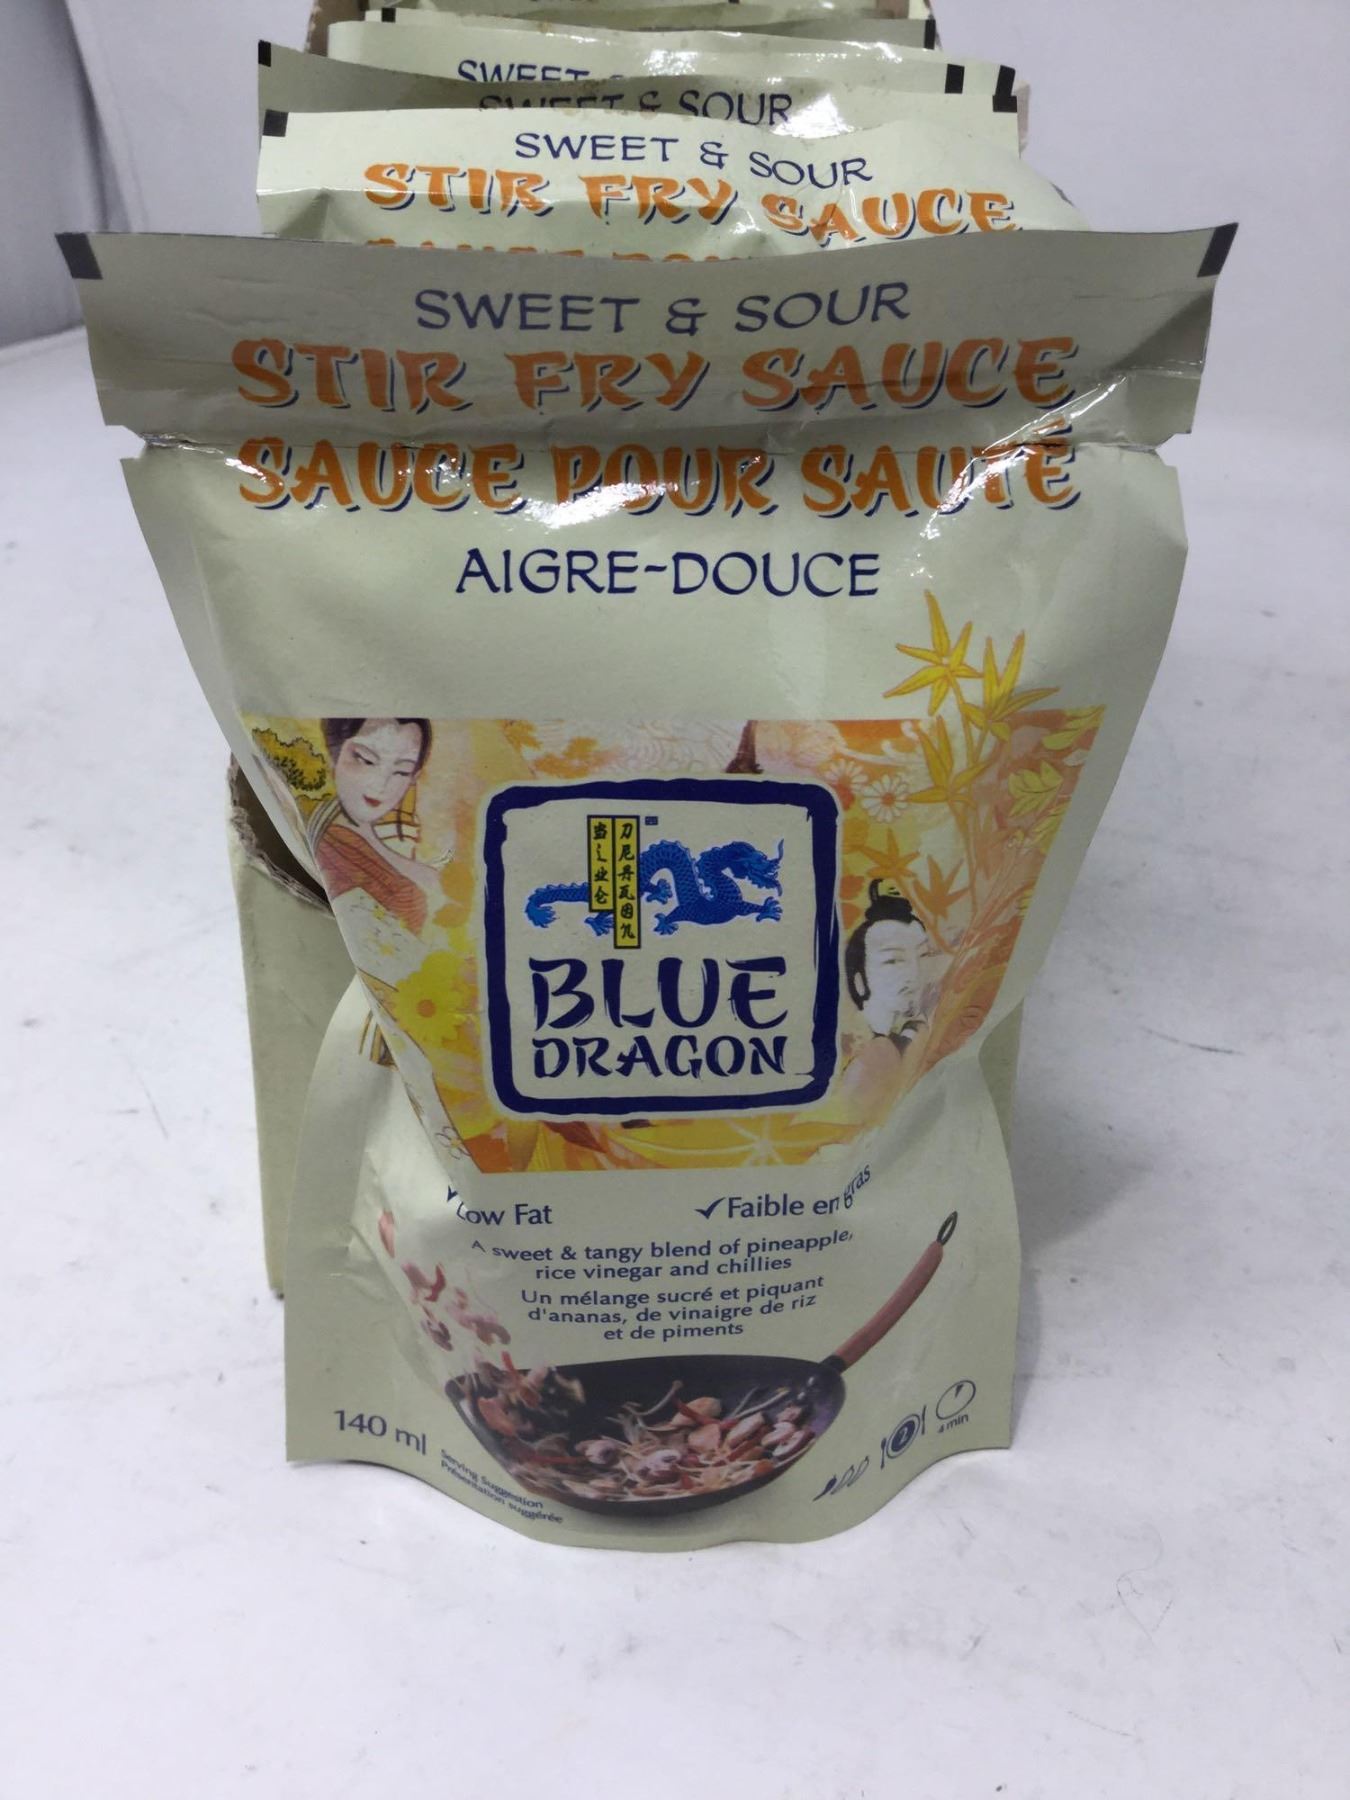 SWEET
SWEET & SOUR
SWEET & SOUR
STIR FRY SAUCE
SWEET & SOUR
STIR FRY SAUCE
SAUCE POUR SAUTÉ
AIGRE-DOUCE
BLUE
DRAGON
✓Low Fat
✓Faible en gras
A sweet & tangy blend of pineapple,
rice vinegar and chillies
Un mélange sucré et piquant
d'ananas, de vinaigre de riz
et de piments
140 ml
Serving Suggestion
Présentation suggérée
2
4 min